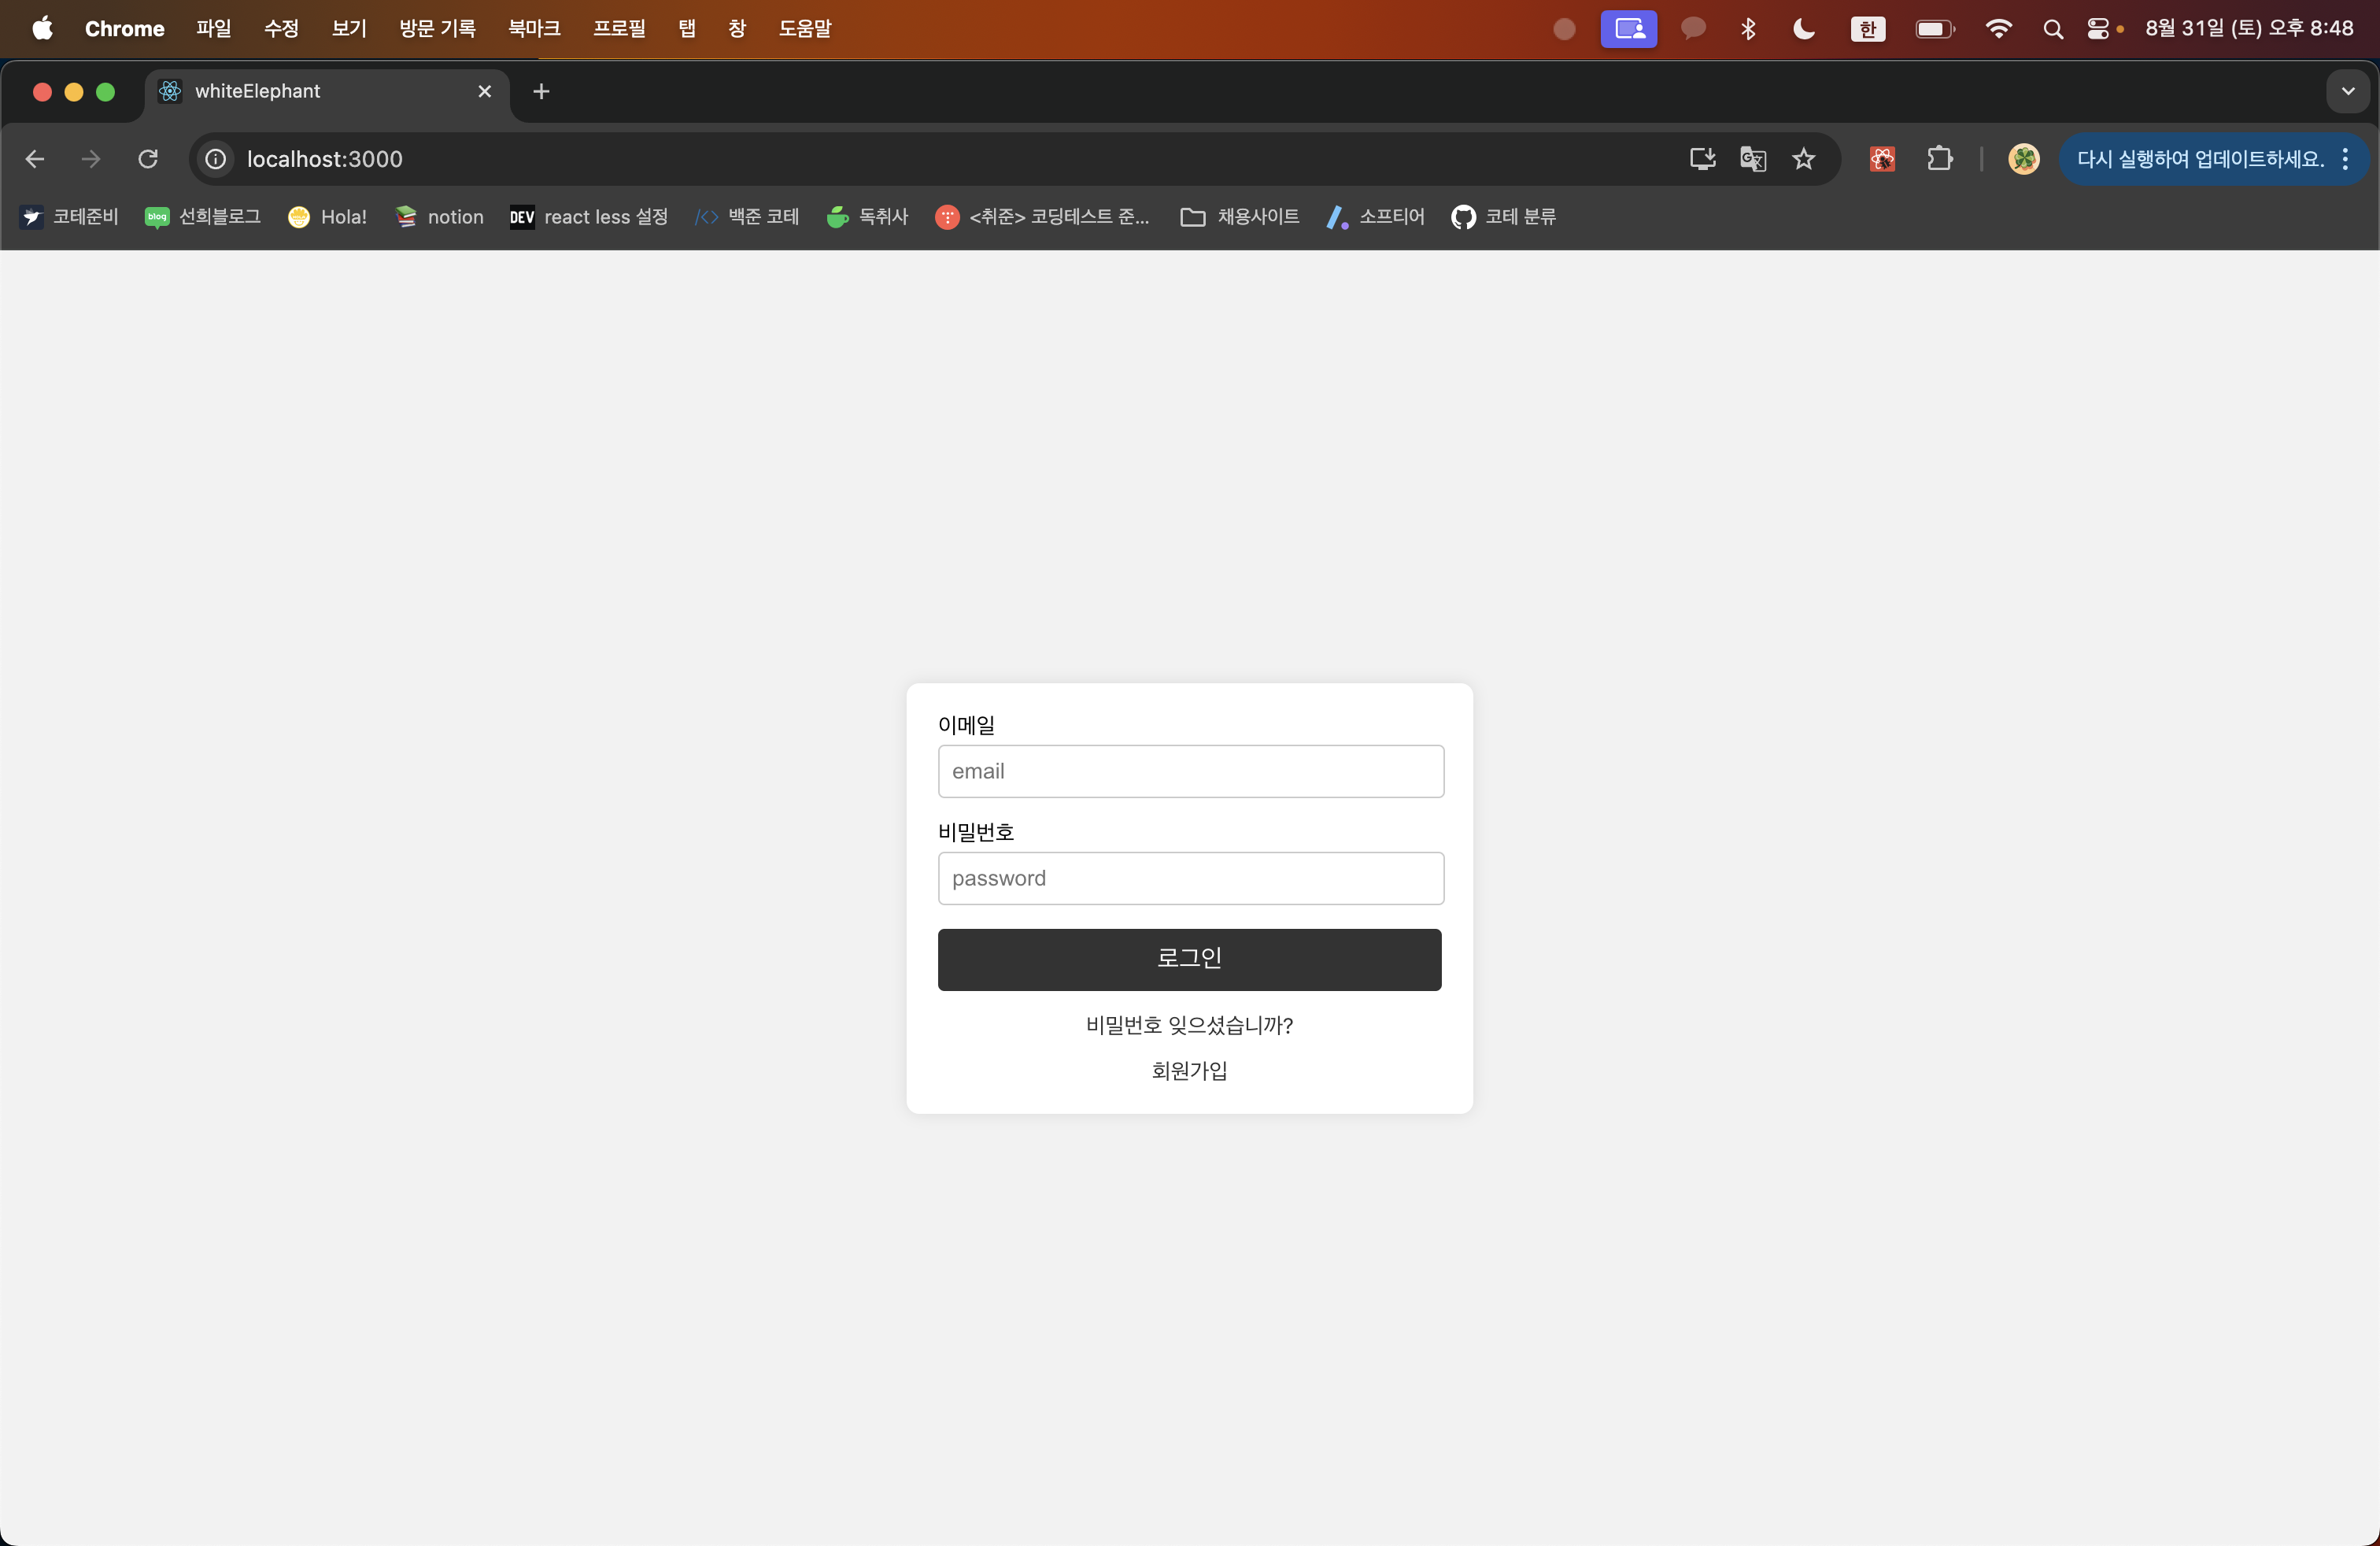 Chrome 파일 수정 보기 방문 기록 북마크 프로필 탭 창 도움말 한 8월 31일 (토) 오후 8:48
whiteElephant
localhost:3000 다시 실행하여 업데이트하세요.
코테준비 blog 선희블로그 Hola! notion DEV react less 설정 백준 코테 독취사 <취준> 코딩테스트 준... 채용사이트 소프티어 코테 분류
이메일
email
비밀번호
password
로그인
비밀번호 잊으셨습니까?
회원가입